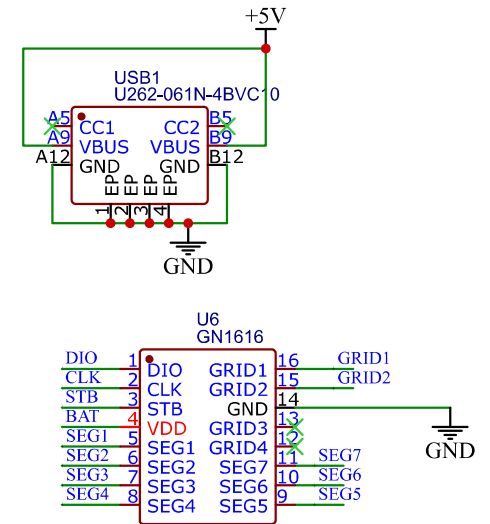 +5V
USB1
U262-061N-4BVC10
A5 CC1 CC2 B5
A9 VBUS VBUS B9
A12 GND GND B12
EP EP EP EP
1 2 3 4
GND
U6
GN1616
DIO 1 DIO GRID1 16 GRID1
CLK 2 CLK GRID2 15 GRID2
STB 3 STB GND 14
BAT 4 VDD GRID3 13
SEG1 5 SEG1 GRID4 12
SEG2 6 SEG2 SEG7 11 SEG7
SEG3 7 SEG3 SEG6 10 SEG6
SEG4 8 SEG4 SEG5 9 SEG5
GND